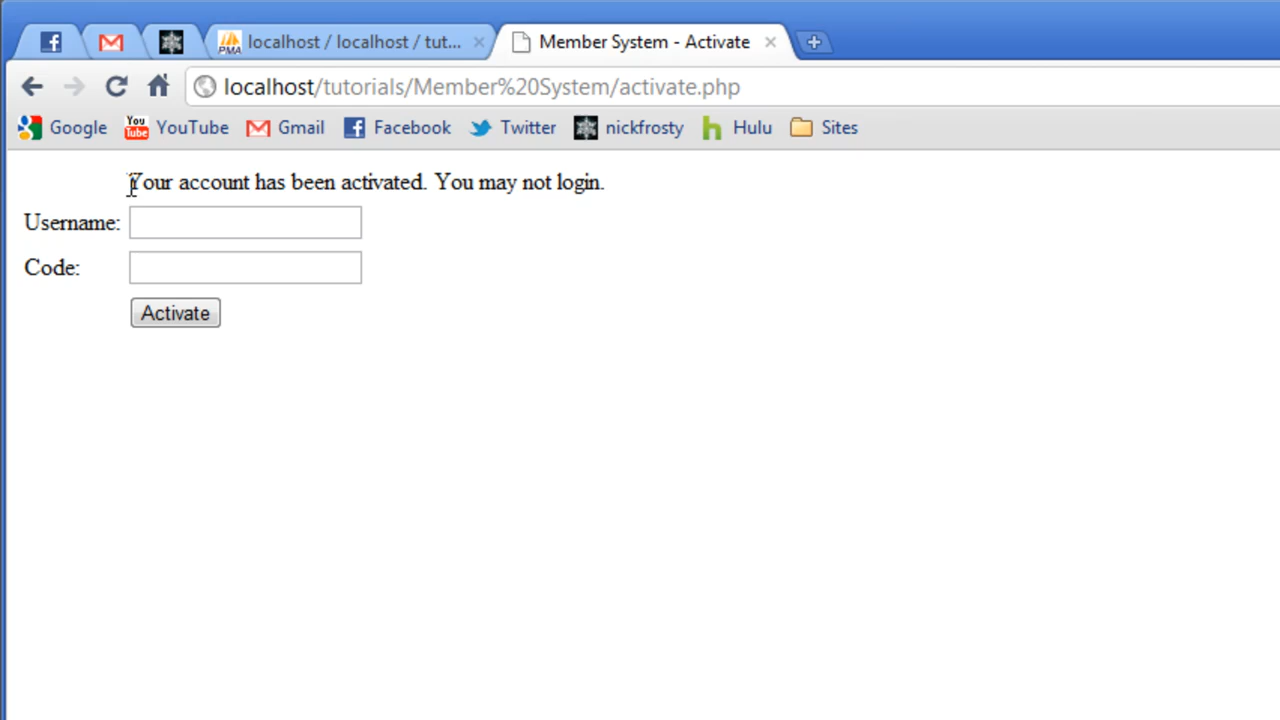 localhost / localhost / tut...
Member System - Activate
localhost/tutorials/Member%20System/activate.php
Google YouTube Gmail Facebook Twitter nickfrosty Hulu Sites
Your account has been activated. You may not login.
Username:
Code:
Activate